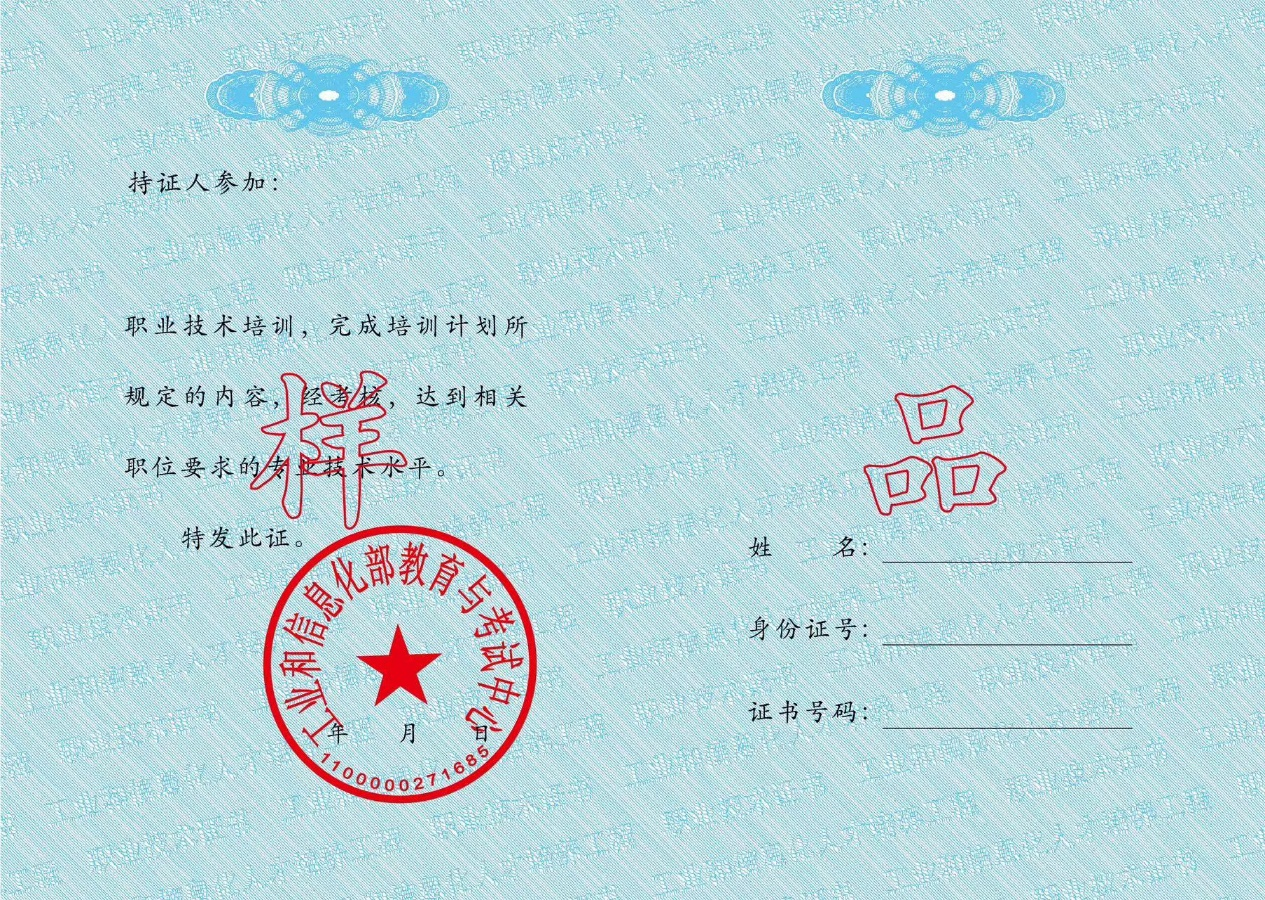 持证人参加：
职业技术培训，完成培训计划所
规定的内容，经考核，达到相关
职位要求的专业技术水平。
特发此证。
样
工业和信息化部教育与考试中心
年 月 日
1100000271685
品
姓 名：
身份证号：
证书号码：